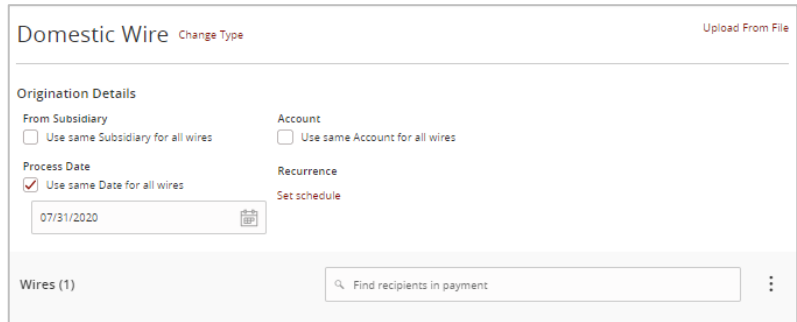 Domestic Wire Change Type
Upload From File
Origination Details
From Subsidiary
Use same Subsidiary for all wires
Account
Use same Account for all wires
Process Date
Use same Date for all wires
07/31/2020
Recurrence
Set schedule
Wires (1)
Find recipients in payment